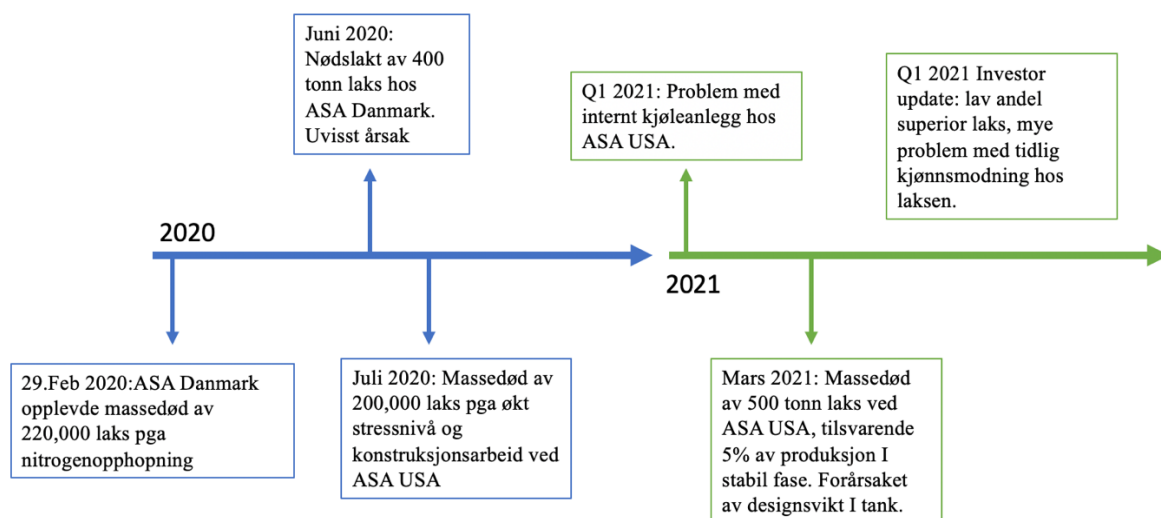 Juni 2020:
Nødslakt av 400
tonn laks hos
ASA Danmark.
Uvisst årsak
Q1 2021: Problem med
internt kjøleanlegg hos
ASA USA.
Q1 2021 Investor
update: lav andel
superior laks, mye
problem med tidlig
kjønnsmodning hos
laksen.
2020
2021
29.Feb 2020:ASA Danmark
opplevde massedød av
220,000 laks pga
nitrogenopphopning
Juli 2020: Massedød av
200,000 laks pga økt
stressnivå og
konstruksjonsarbeid ved
ASA USA
Mars 2021: Massedød
av 500 tonn laks ved
ASA USA, tilsvarende
5% av produksjon I
stabil fase. Forårsaket
av designsvikt I tank.